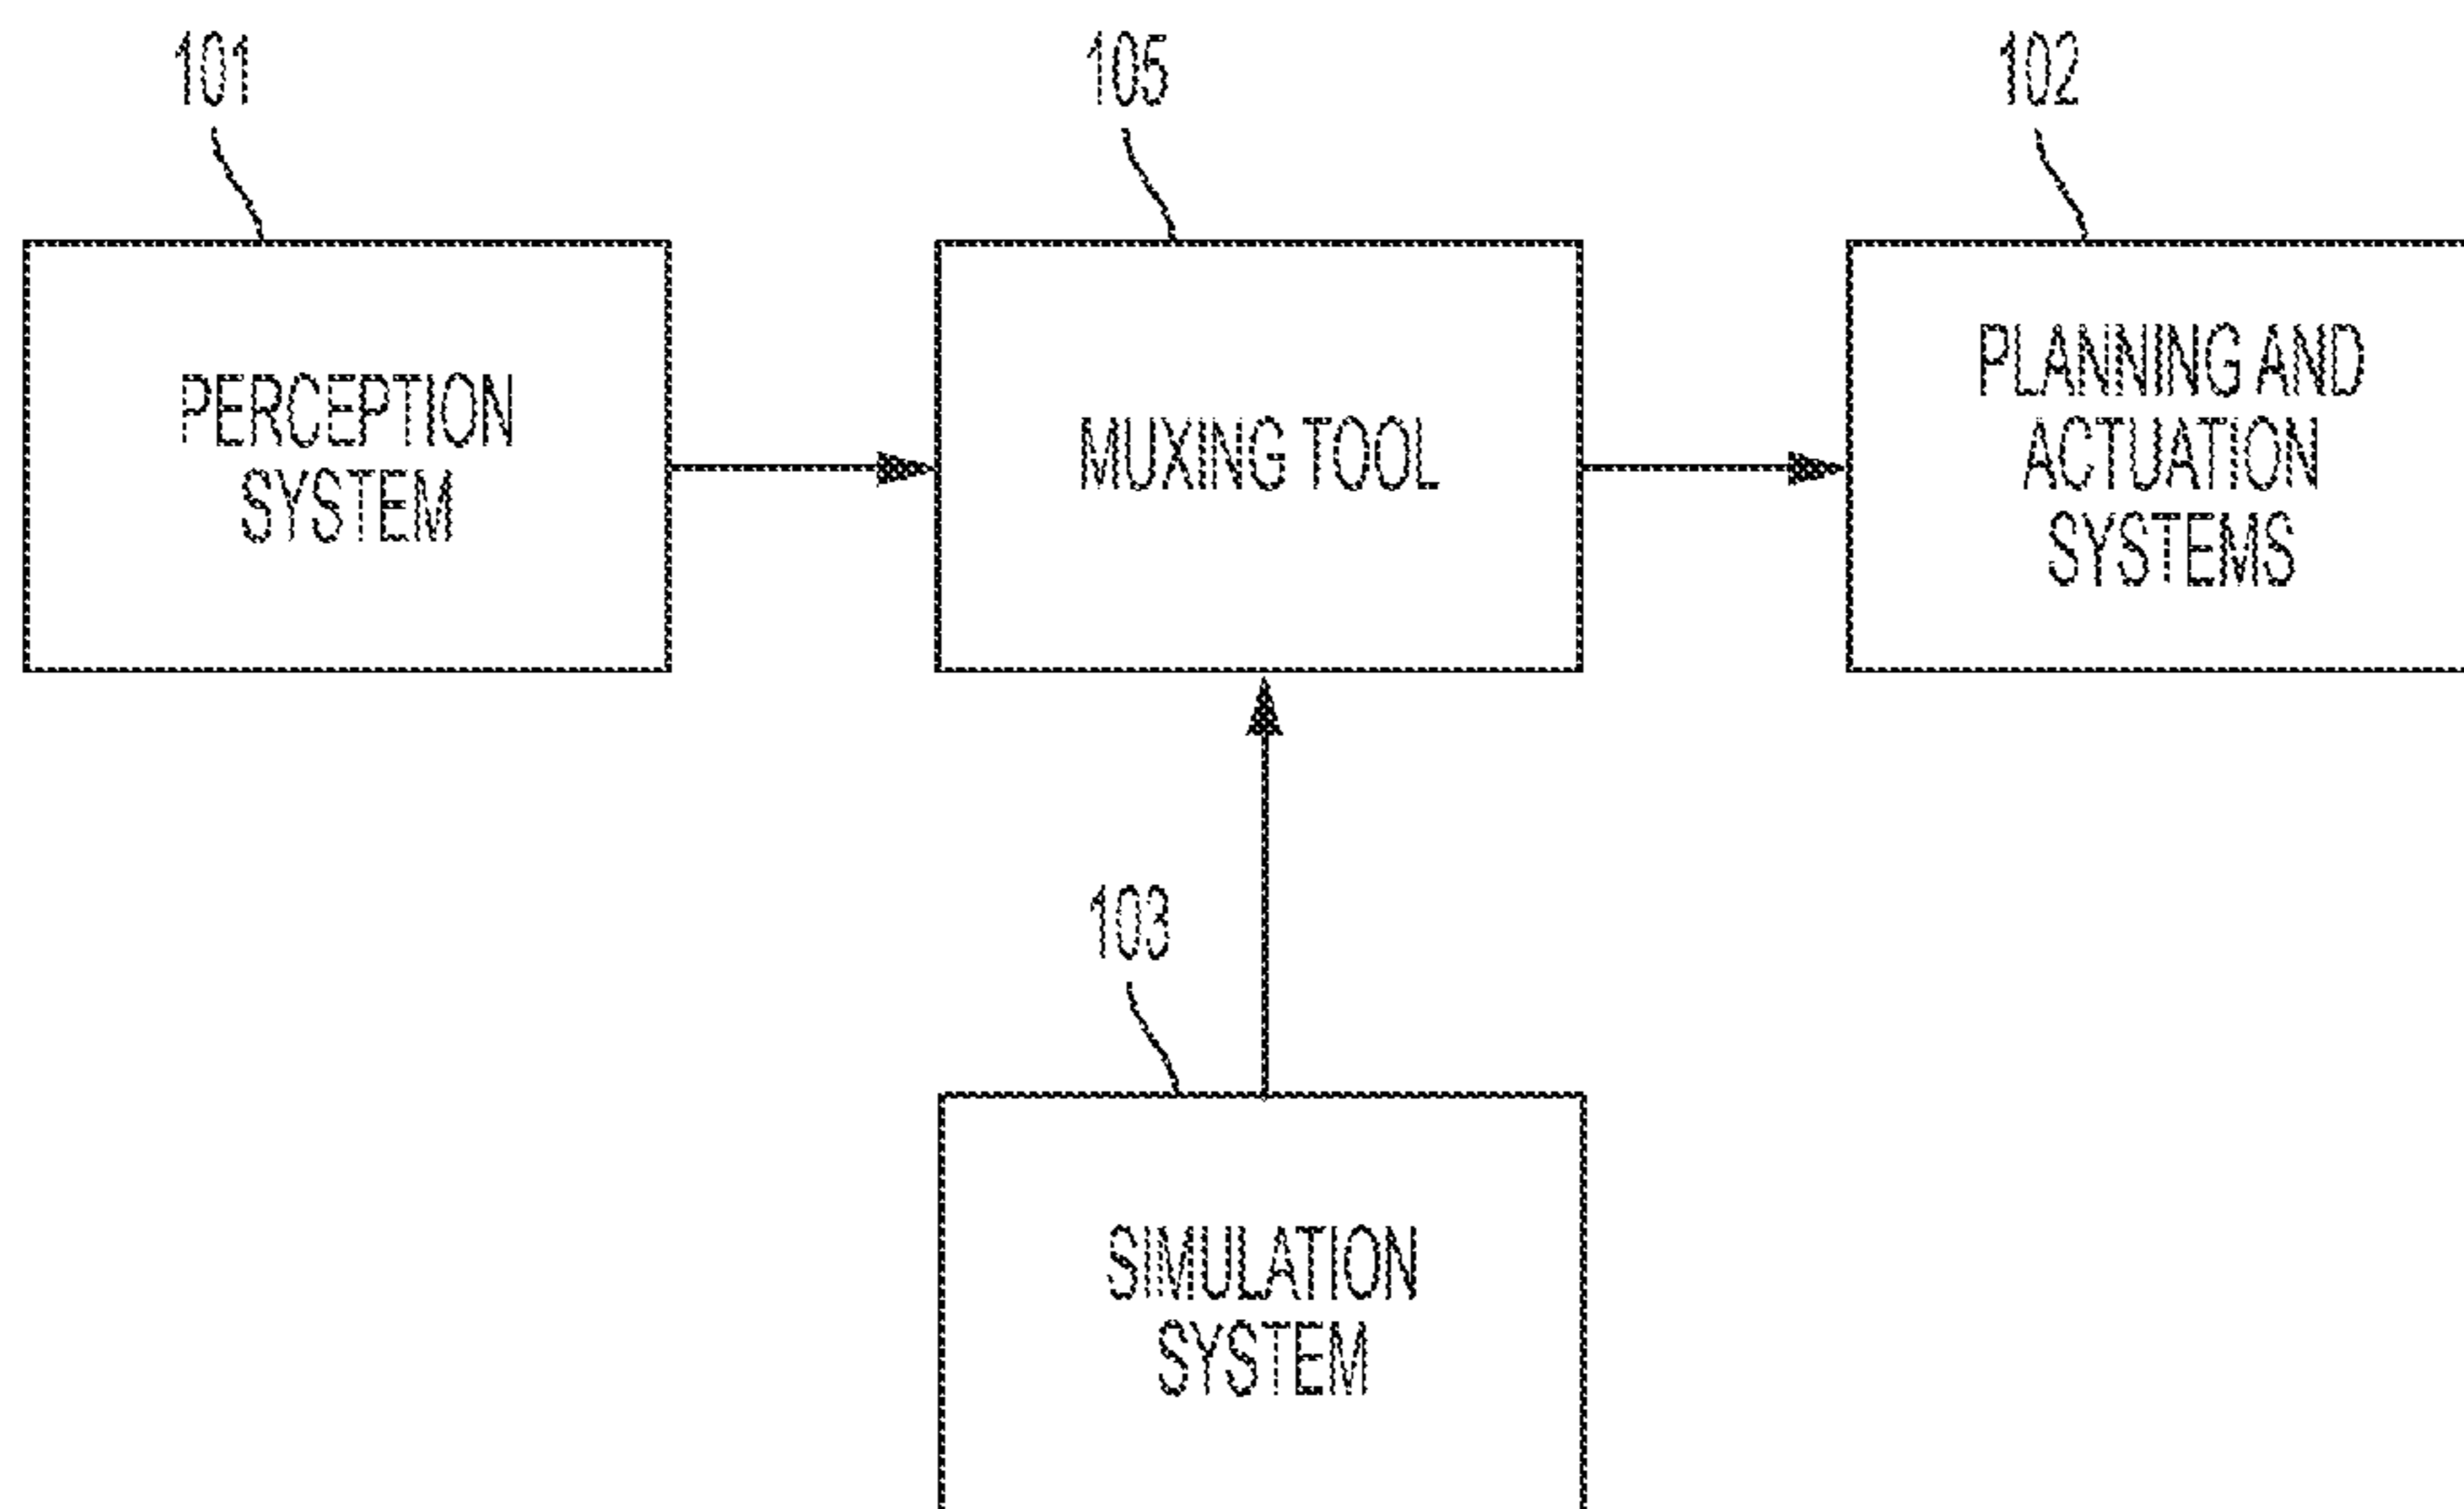 101
105
102
PERCEPTION
SYSTEM
MUXING TOOL
PLANNING AND
ACTUATION
SYSTEMS
103
SIMULATION
SYSTEM